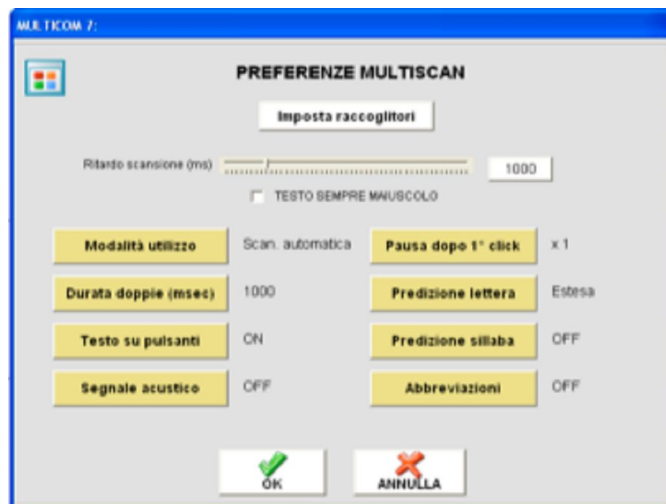 MULTICOM 7:
PREFERENZE MULTISCAN
Imposta raccoglitori
Ritardo scansione (ms) 1000
TESTO SEMPRE MAIUSCOLO
Modalità utilizzo Scan. automatica Pausa dopo 1° click x 1
Durata doppie (msec) 1000 Predizione lettera Estesa
Testo su pulsanti ON Predizione sillaba OFF
Segnale acustico OFF Abbreviazioni OFF
OK ANNULLA